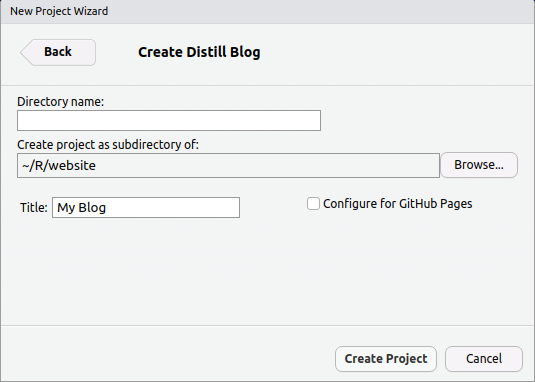 New Project Wizard
Back
Create Distill Blog
Directory name:
Create project as subdirectory of:
~/R/website
Browse...
Title: My Blog
Configure for GitHub Pages
Create Project
Cancel